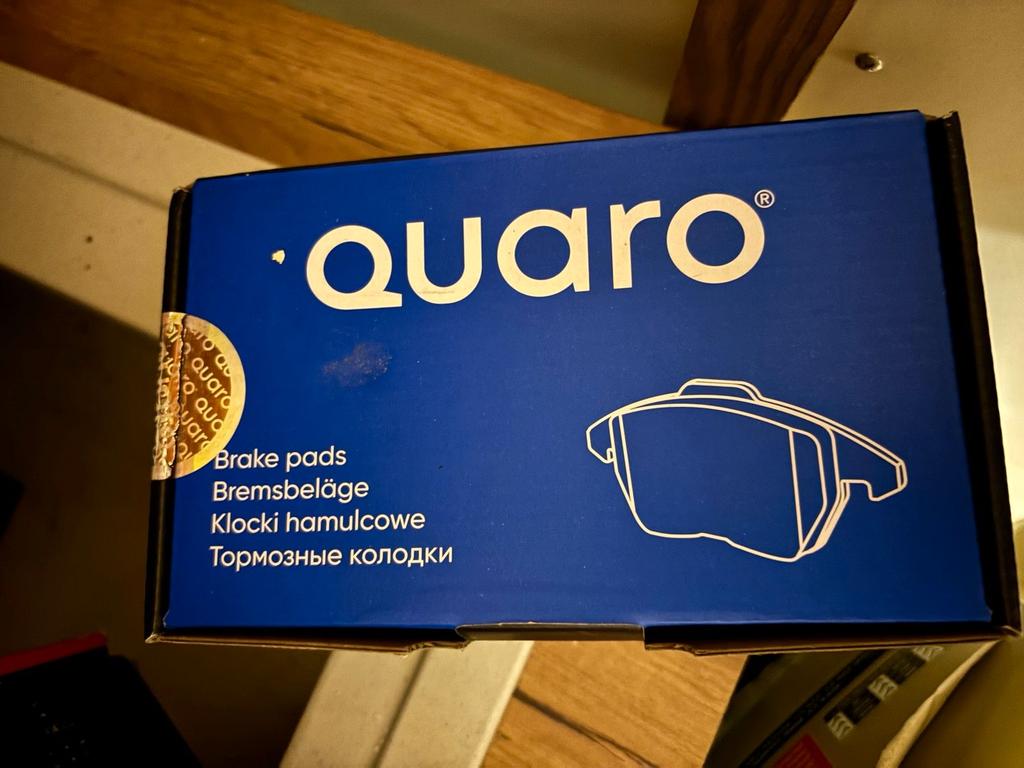 Quaro®
Brake pads
Bremsbeläge
Klocki hamulcowe
Тормозные колодки